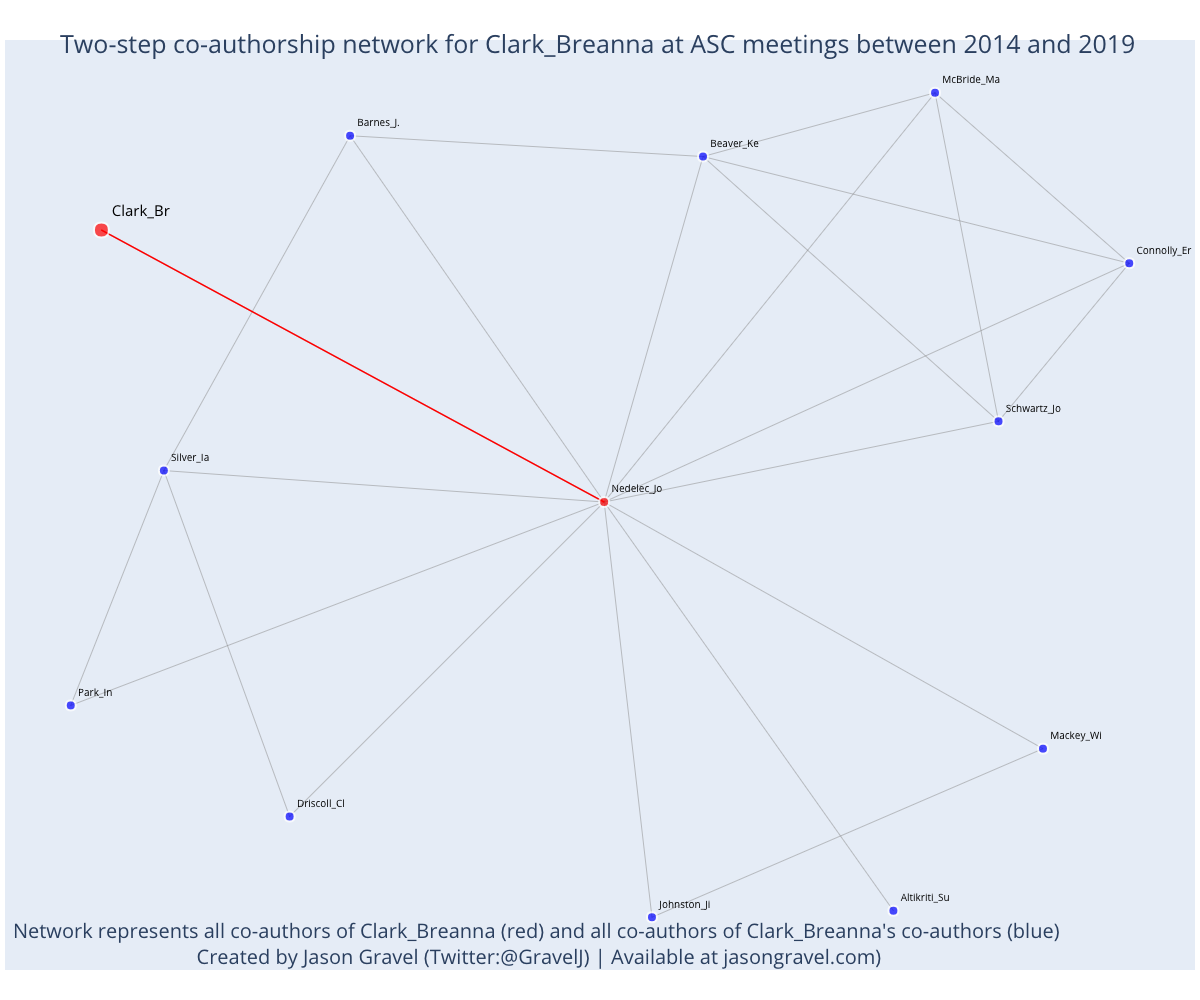 Two-step co-authorship network for Clark_Breanna at ASC meetings between 2014 and 2019
McBride_Ma
Barnes_J.
Beaver_Ke
Clark_Br
Connolly_Er
Schwartz_Jo
Silver_Ia
Nedelec_Jo
Park_In
Mackey_Wi
Driscoll_Cl
Altikriti_Su
Johnston_Ji
Network represents all co-authors of Clark_Breanna (red) and all co-authors of Clark_Breanna's co-authors (blue)
Created by Jason Gravel (Twitter:@GravelJ) | Available at jasongravel.com)